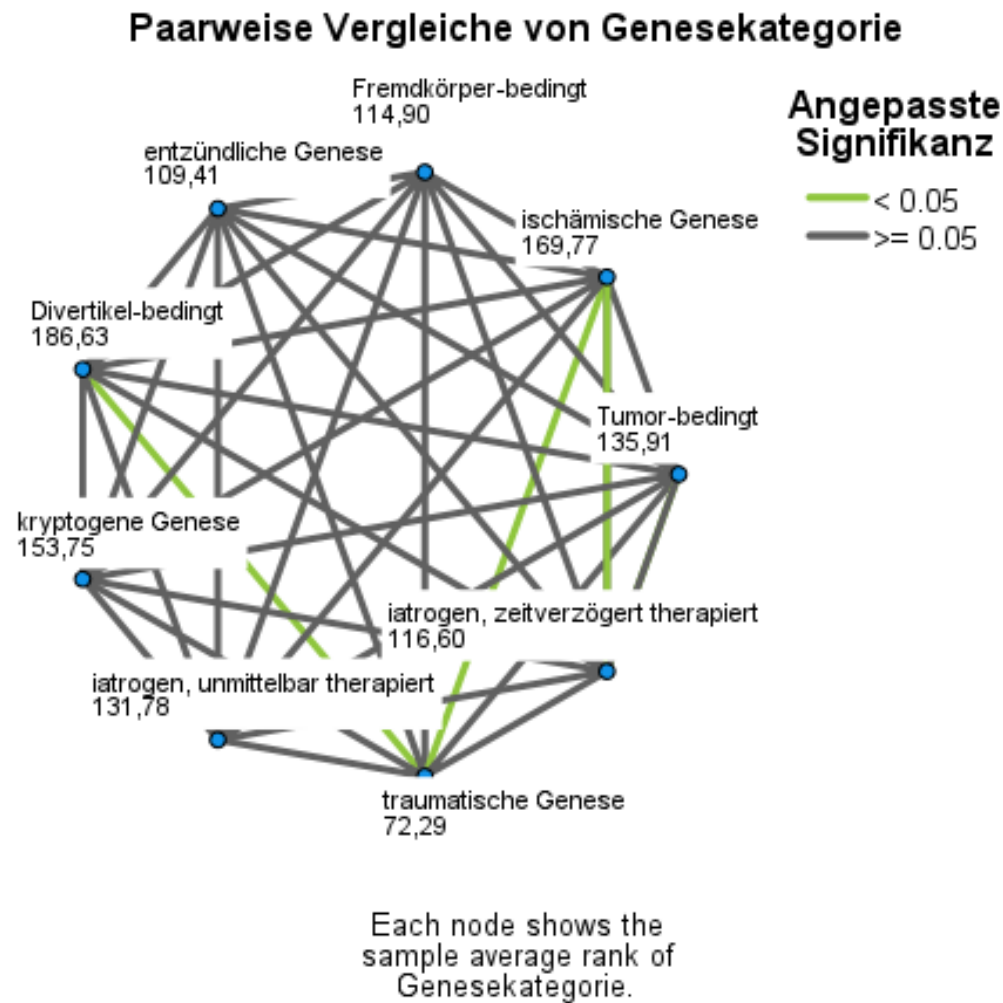 Paarweise Vergleiche von Genesekategorie
Fremdkörper-bedingt
114,90
entzündliche Genese
109,41
ischämische Genese
169,77
Divertikel-bedingt
186,63
Tumor-bedingt
135,91
kryptogene Genese
153,75
iatrogen, zeitverzögert therapiert
116,60
iatrogen, unmittelbar therapiert
131,78
traumatische Genese
72,29
Angepasste
Signifikanz
< 0.05
>= 0.05
Each node shows the
sample average rank of
Genesekategorie.